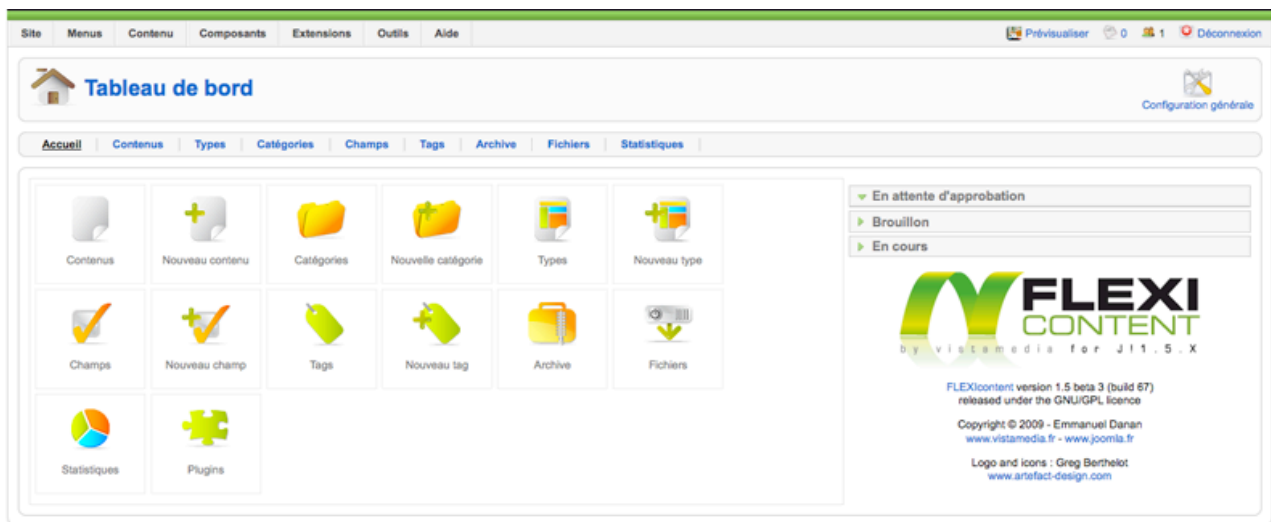 Site Menus Contenu Composants Extensions Outils Aide Prévisualiser 0 1 Déconnexion
Tableau de bord
Configuration générale
Accueil Contenus Types Catégories Champs Tags Archive Fichiers Statistiques
Contenus Nouveau contenu Catégories Nouvelle catégorie Types Nouveau type
Champs Nouveau champ Tags Nouveau tag Archive Fichiers
Statistiques Plugins
En attente d'approbation
Brouillon
En cours
FLEXI
CONTENT
by vistamedia for J!1.5.X
FLEXIcontent version 1.5 beta 3 (build 67)
released under the GNU/GPL licence
Copyright © 2009 - Emmanuel Danan
www.vistamedia.fr - www.joomla.fr
Logo and icons : Greg Berthelot
www.artefact-design.com